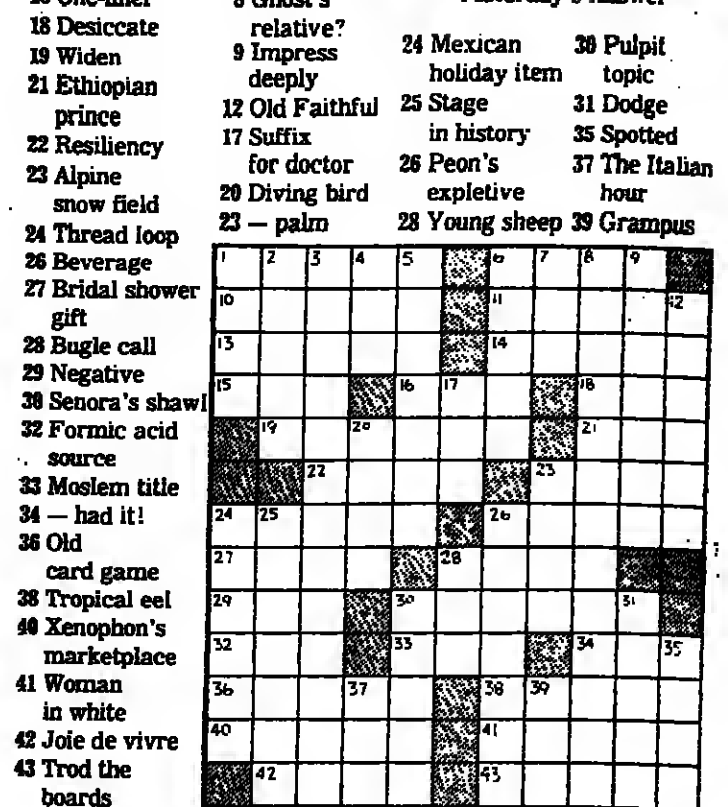 16 One-liner
18 Desiccate
19 Widen
21 Ethiopian
prince
22 Resiliency
23 Alpine
snow field
24 Thread loop
26 Beverage
27 Bridal shower
gift
28 Bugle call
29 Negative
30 Senora's shawl
32 Formic acid
source
33 Moslem title
34 — had it!
36 Old
card game
38 Tropical eel
40 Xenophon's
marketplace
41 Woman
in white
42 Joie de vivre
43 Trod the
boards
8 Ghost's
relative?
9 Impress
deeply
12 Old Faithful
17 Suffix
for doctor
20 Diving bird
23 — palm
Yesterday's Answer
24 Mexican
holiday item
25 Stage
in history
26 Peon's
expletive
28 Young sheep
30 Pulpit
topic
31 Dodge
35 Spotted
37 The Italian
hour
39 Grampus
1 2 3 4 5 6 7 8 9
10 11 12
13 14
15 16 17 18
19 20 21
22 23
24 25 26
27 28
29 30 31
32 33 34 35
36 37 38 39
40 41
42 43